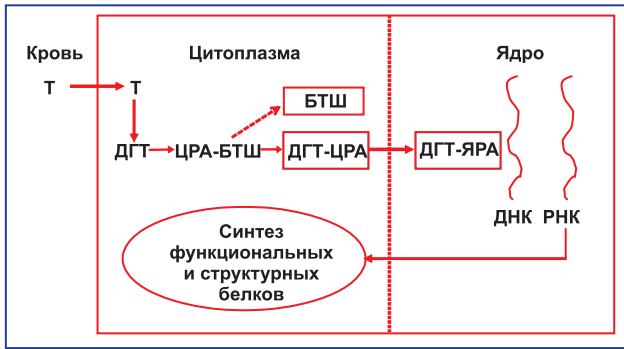 Кровь
Цитоплазма
Ядро
Т
Т
БТШ
ДГТ
ЦРА-БТШ
ДГТ-ЦРА
ДГТ-ЯРА
ДНК
РНК
Синтез
функциональных
и структурных
белков